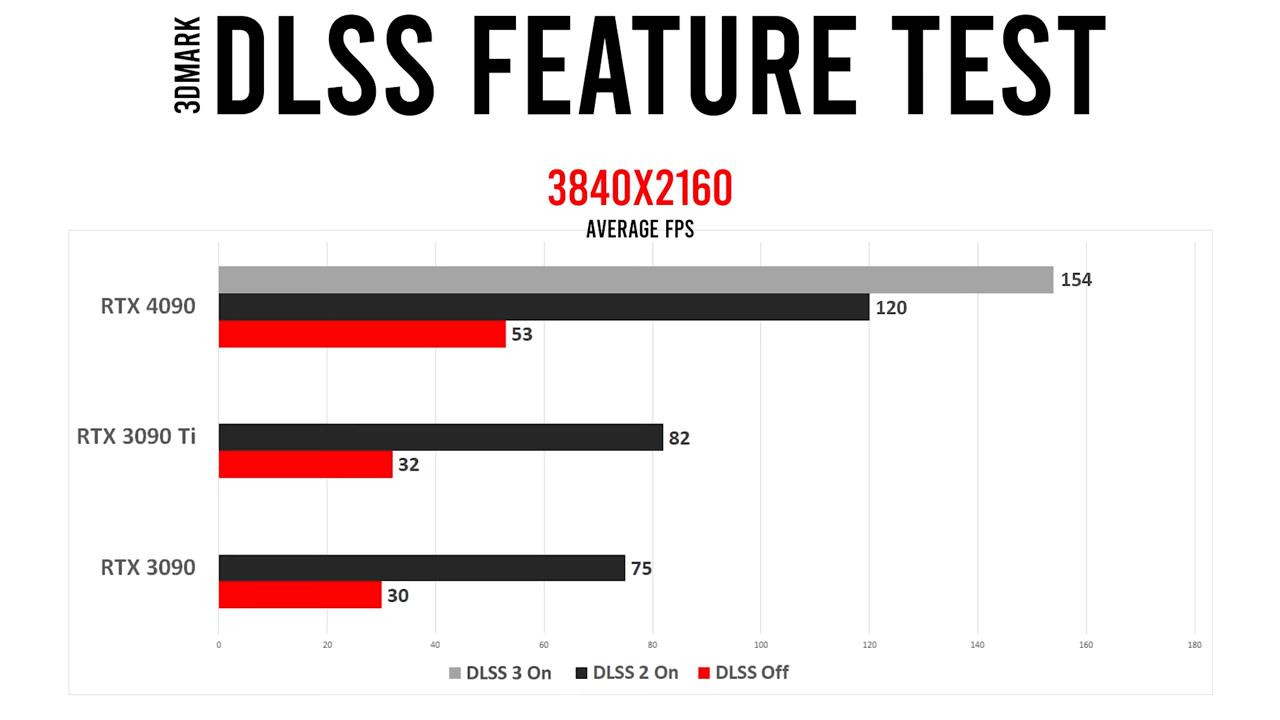 3DMARK
DLSS FEATURE TEST
3840X2160
AVERAGE FPS
RTX 4090
154
120
53
RTX 3090 Ti
82
32
RTX 3090
75
30
0 20 40 60 80 100 120 140 160 180
DLSS 3 On DLSS 2 On DLSS Off